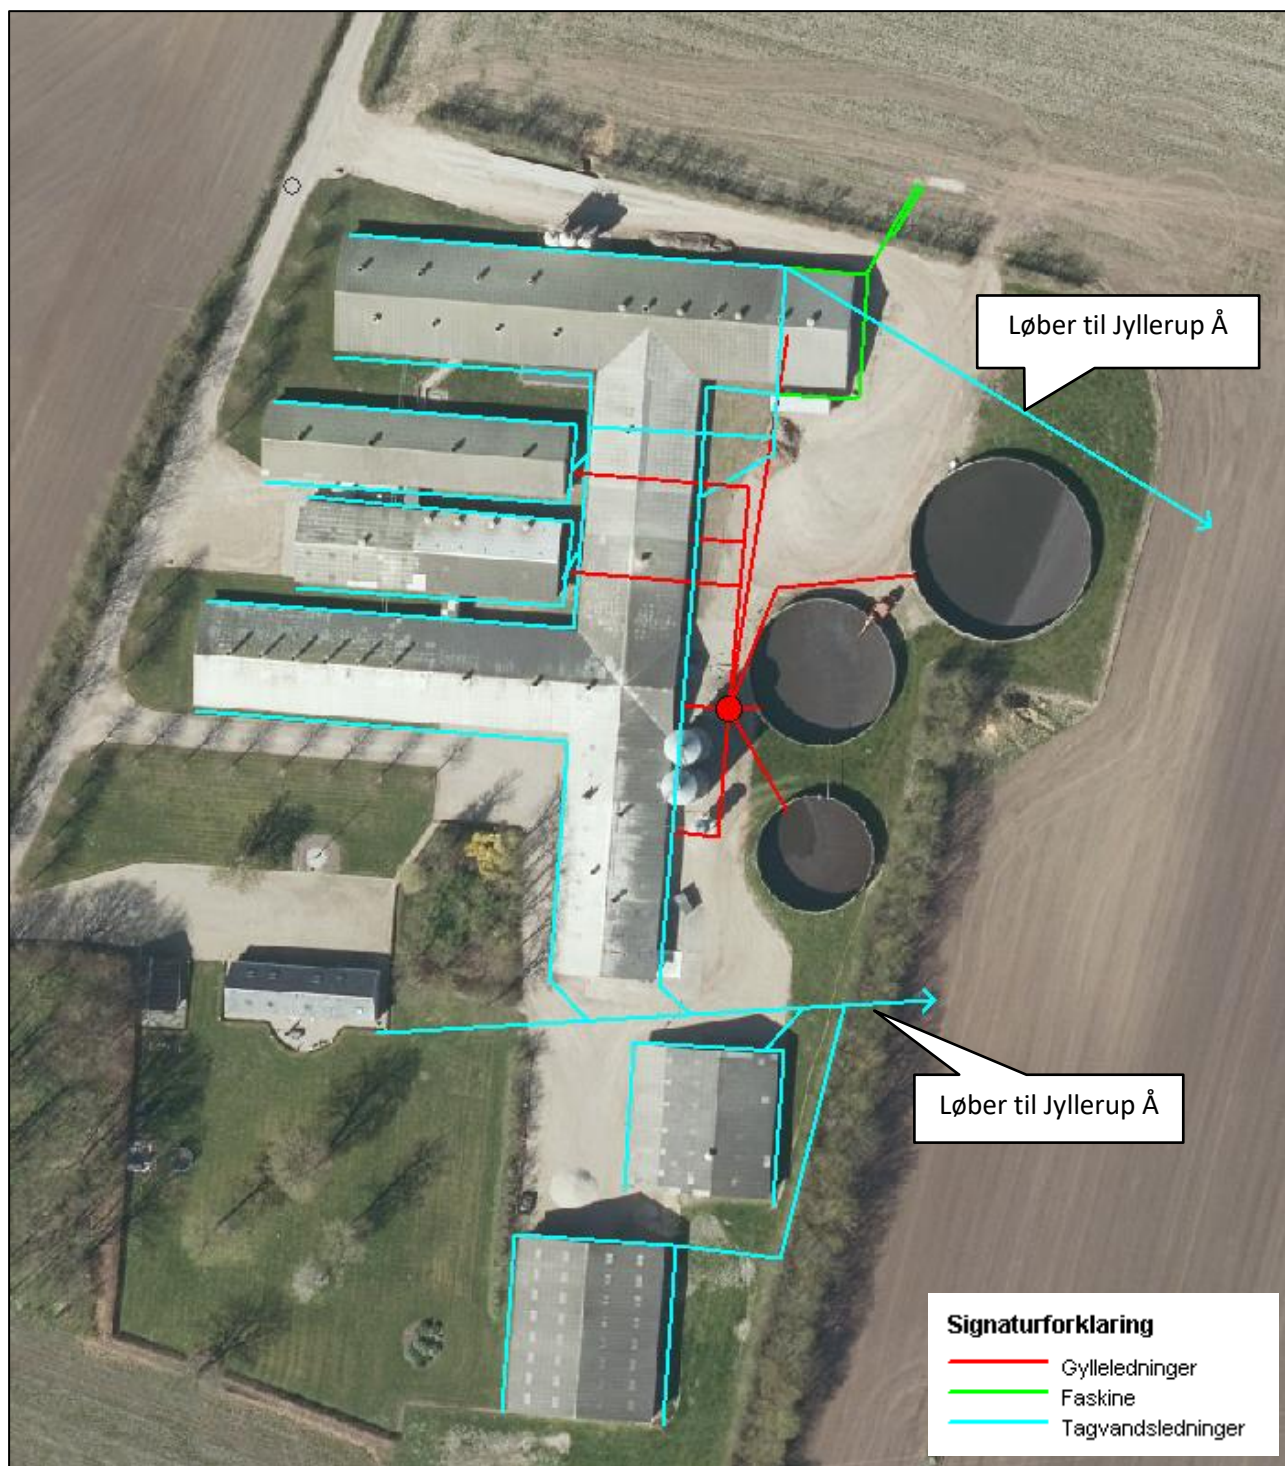 Løber til Jyllerup Å
Løber til Jyllerup Å
Signaturforklaring
Gylleledninger
Faskine
Tagvandsledninger